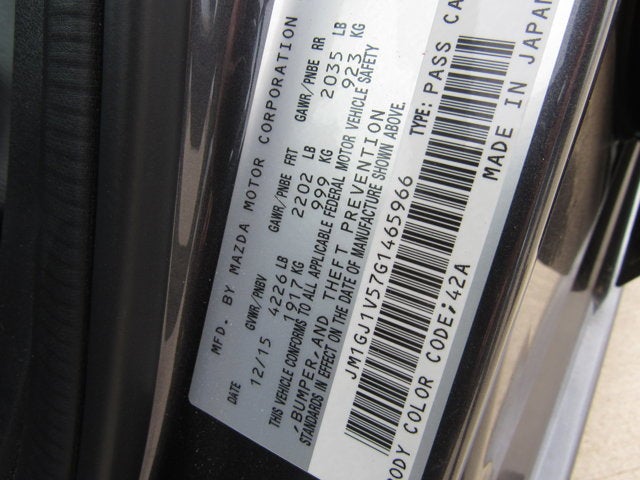 MFD. BY MAZDA MOTOR CORPORATION
DATE GVWR/PNBV GAWR/PNBE FRT GAWR/PNBE RR
12/15 4226 LB 2202 LB 2035 LB
1917 KG 999 KG 923 KG
THIS VEHICLE CONFORMS TO ALL APPLICABLE FEDERAL MOTOR VEHICLE SAFETY
,BUMPER, AND THEFT PREVENTION
STANDARDS IN EFFECT ON THE DATE OF MANUFACTURE SHOWN ABOVE.
JM1GJ1V57G1465966 TYPE: PASS CA
BODY COLOR CODE:42A MADE IN JAPAN